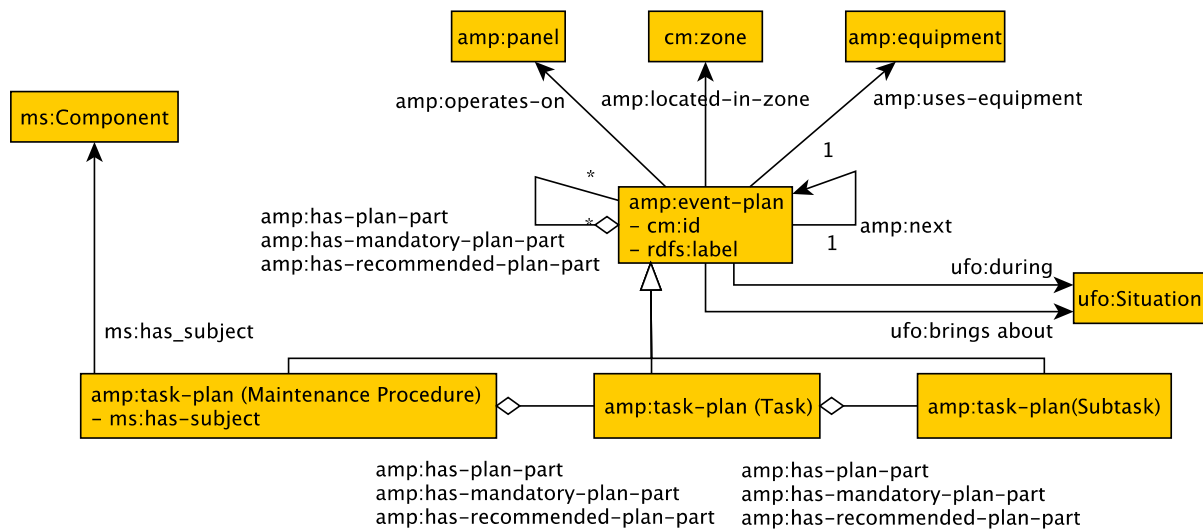 amp:panel
cm:zone
amp:equipment
amp:operates-on
amp:located-in-zone
amp:uses-equipment
ms:Component
1
*
amp:event-plan
- cm:id
- rdfs:label
*
amp:has-plan-part
amp:has-mandatory-plan-part
amp:has-recommended-plan-part
amp:next
1
ufo:during
ufo:Situation
ufo:brings about
ms:has_subject
amp:task-plan (Maintenance Procedure)
- ms:has-subject
amp:task-plan (Task)
amp:task-plan(Subtask)
amp:has-plan-part
amp:has-mandatory-plan-part
amp:has-recommended-plan-part
amp:has-plan-part
amp:has-mandatory-plan-part
amp:has-recommended-plan-part